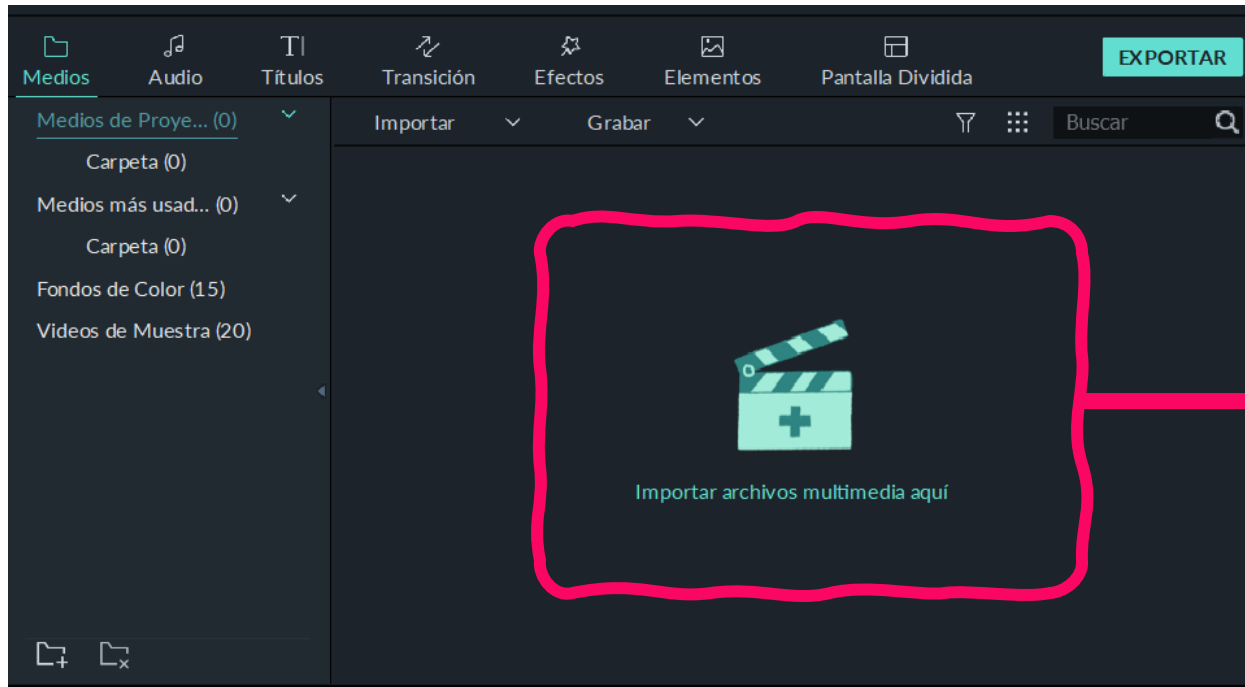 Medios Audio Títulos Transición Efectos Elementos Pantalla Dividida EXPORTAR
Medios de Proye... (0)
Importar Grabar Buscar
Carpeta (0)
Medios más usad... (0)
Carpeta (0)
Fondos de Color (15)
Videos de Muestra (20)
Importar archivos multimedia aquí